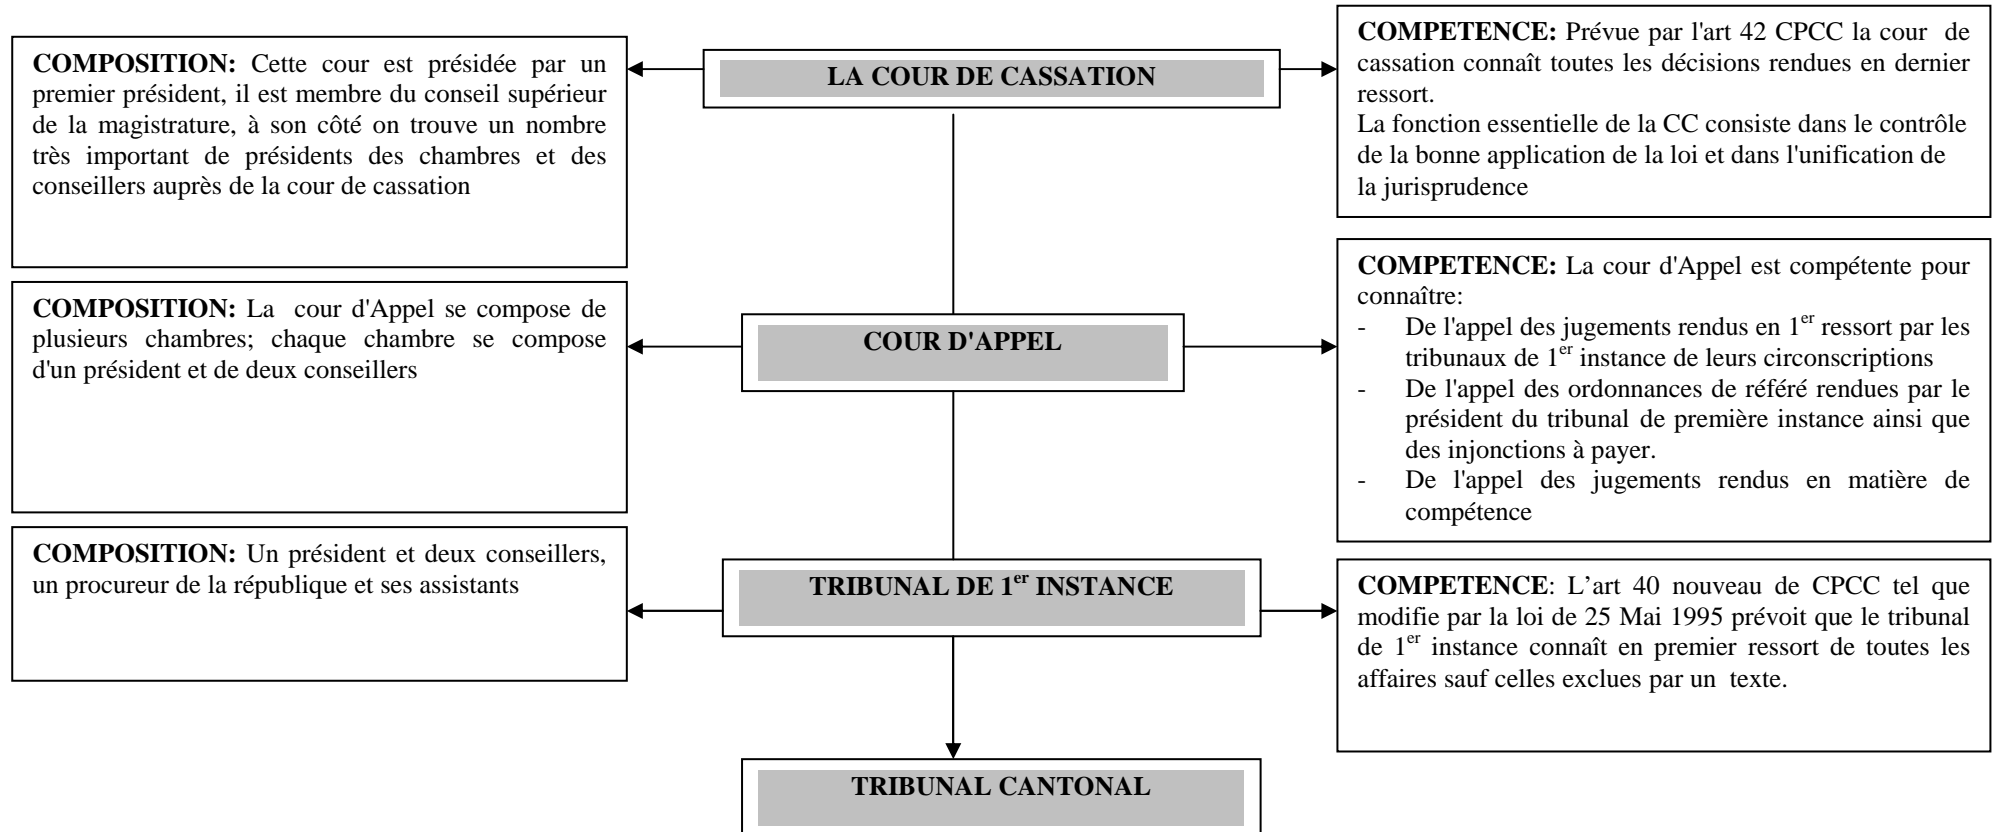 COMPOSITION: Cette cour est présidée par un
premier président, il est membre du conseil supérieur
de la magistrature, à son côté on trouve un nombre
très important de présidents des chambres et des
conseillers auprès de la cour de cassation
LA COUR DE CASSATION
COMPETENCE: Prévue par l'art 42 CPCC la cour de
cassation connaît toutes les décisions rendues en dernier
ressort.
La fonction essentielle de la CC consiste dans le contrôle
de la bonne application de la loi et dans l'unification de
la jurisprudence
COMPOSITION: La cour d'Appel se compose de
plusieurs chambres; chaque chambre se compose
d'un président et de deux conseillers
COUR D'APPEL
COMPETENCE: La cour d'Appel est compétente pour
connaître:
- De l'appel des jugements rendus en 1er ressort par les
tribunaux de 1er instance de leurs circonscriptions
- De l'appel des ordonnances de référé rendues par le
président du tribunal de première instance ainsi que
des injonctions à payer.
- De l'appel des jugements rendus en matière de
compétence
COMPOSITION: Un président et deux conseillers,
un procureur de la république et ses assistants
TRIBUNAL DE 1er INSTANCE
COMPETENCE: L’art 40 nouveau de CPCC tel que
modifie par la loi de 25 Mai 1995 prévoit que le tribunal
de 1er instance connaît en premier ressort de toutes les
affaires sauf celles exclues par un texte.
TRIBUNAL CANTONAL